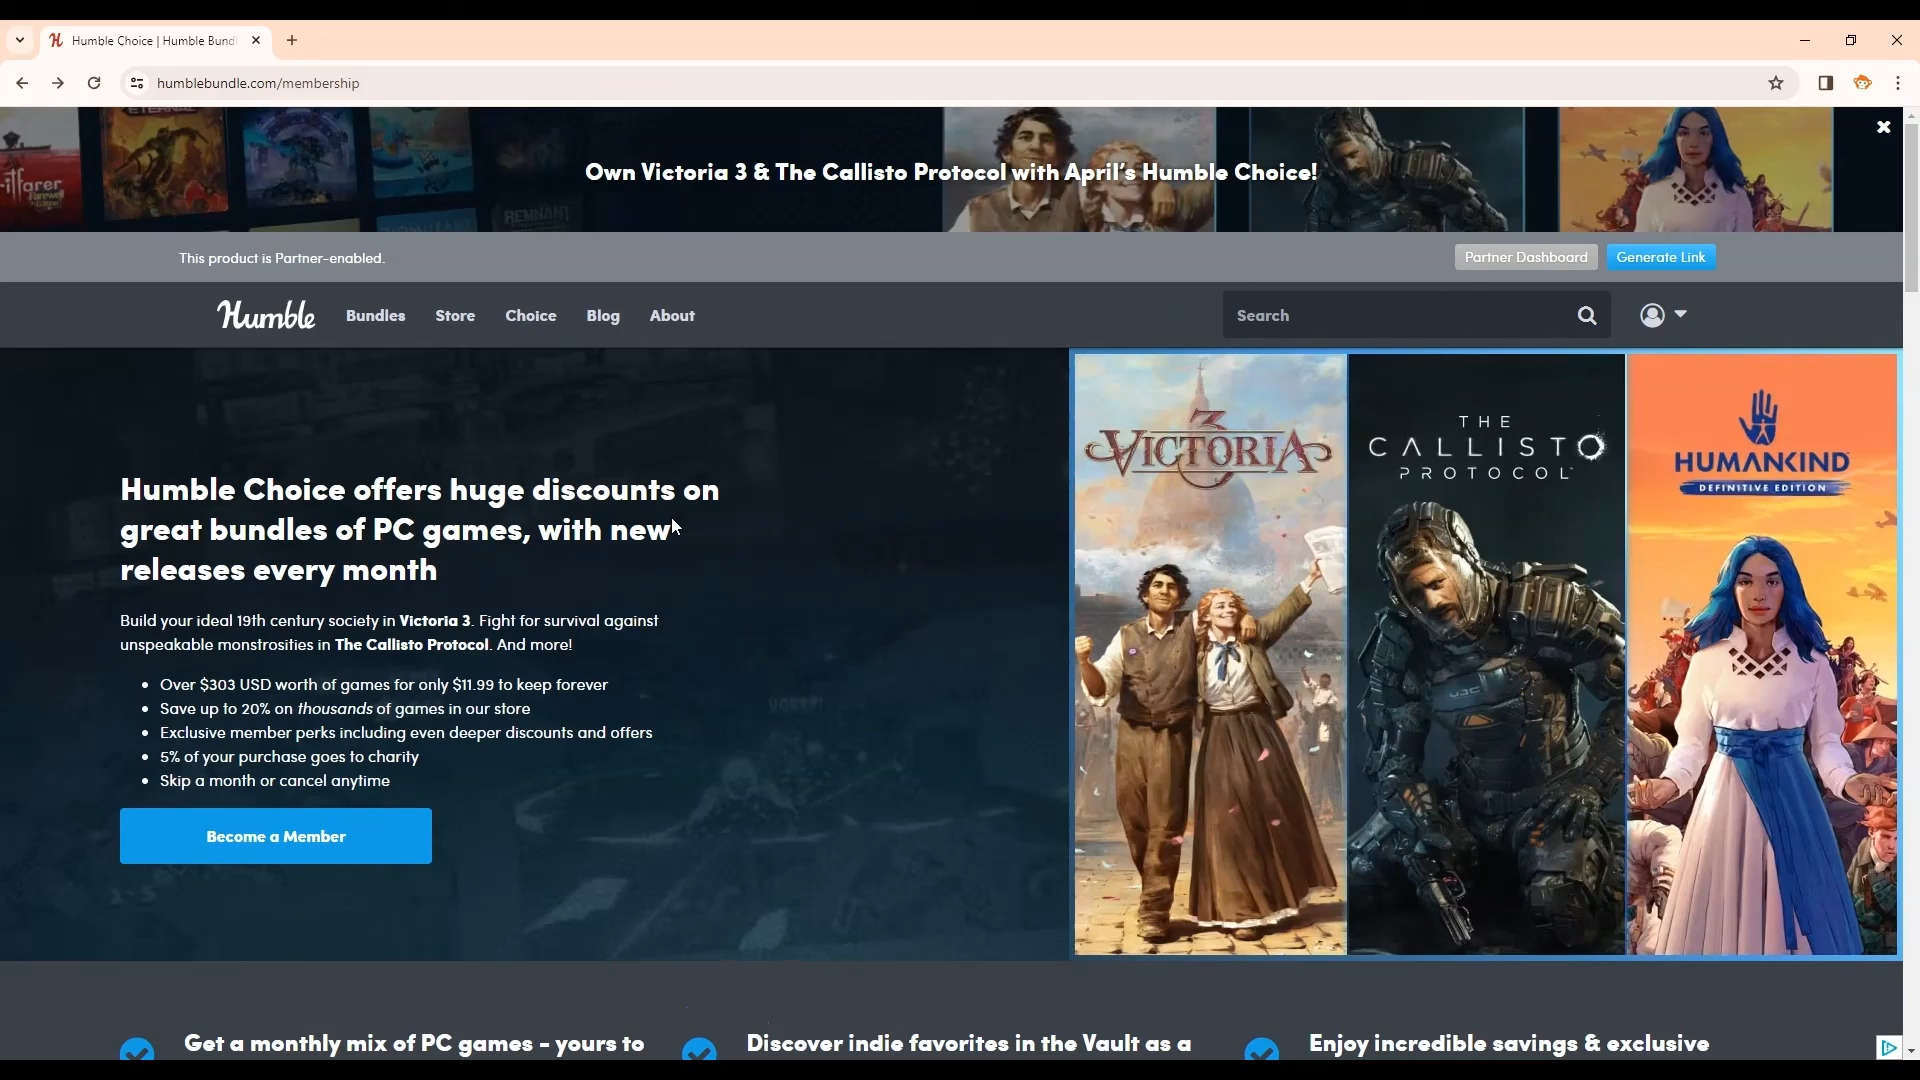 Humble Choice | Humble Bund
humblebundle.com/membership
ETERNAL
itfarer
REMNANT
Own Victoria 3 & The Callisto Protocol with April's Humble Choice!
This product is Partner-enabled.
Partner Dashboard
Generate Link
Humble
Bundles
Store
Choice
Blog
About
Search
Humble Choice offers huge discounts on
great bundles of PC games, with new
releases every month
Build your ideal 19th century society in Victoria 3. Fight for survival against
unspeakable monstrosities in The Callisto Protocol. And more!
• Over $303 USD worth of games for only $11.99 to keep forever
• Save up to 20% on thousands of games in our store
• Exclusive member perks including even deeper discounts and offers
• 5% of your purchase goes to charity
• Skip a month or cancel anytime
Become a Member
3
VICTORIA
THE
CALLISTO
PROTOCOL
HUMANKIND
DEFINITIVE EDITION
Get a monthly mix of PC games - yours to
Discover indie favorites in the Vault as a
Enjoy incredible savings & exclusive